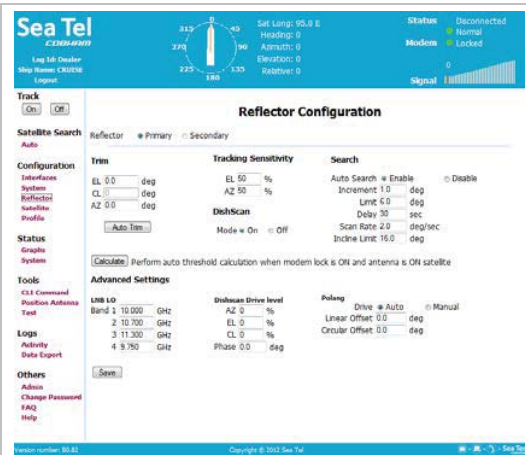 Sea Tel
COBHAM
Log Id: Dealer
Ship Name: CRUISE
Logout
315 0 45
270 90
225 180 135
Sat Long: 95.0 E
Heading: 0
Azimuth: 0
Elevation: 0
Relative: 0
Status Disconnected
Normal
Modem Locked
0
Signal
Track
On Off
Satellite Search
Auto
Configuration
Interfaces
System
Reflector
Satellite
Profile
Status
Graphs
System
Tools
CLI Command
Position Antenna
Test
Logs
Activity
Data Export
Others
Admin
Change Password
FAQ
Help
Reflector Configuration
Reflector Primary Secondary
Trim
EL 0.0 deg
CL 0 deg
AZ 0.0 deg
Auto Trim
Tracking Sensitivity
EL 50 %
AZ 50 %
DishScan
Mode On Off
Search
Auto Search Enable Disable
Increment 1.0 deg
Limit 6.0 deg
Delay 30 sec
Scan Rate 2.0 deg/sec
Incline Limit 16.0 deg
Calculate Perform auto threshold calculation when modem lock is ON and antenna is ON satellite
Advanced Settings
LNB LO
Band 1 10.000 GHz
2 10.700 GHz
3 11.300 GHz
4 9.750 GHz
Dishscan Drive level
AZ 0 %
EL 0 %
CL 0 %
Phase 0.0 deg
Polang
Drive Auto Manual
Linear Offset 0.0 deg
Circular Offset 0.0 deg
Save
Version number: B0.82
Copyright © 2012 Sea Tel
Sea Tel